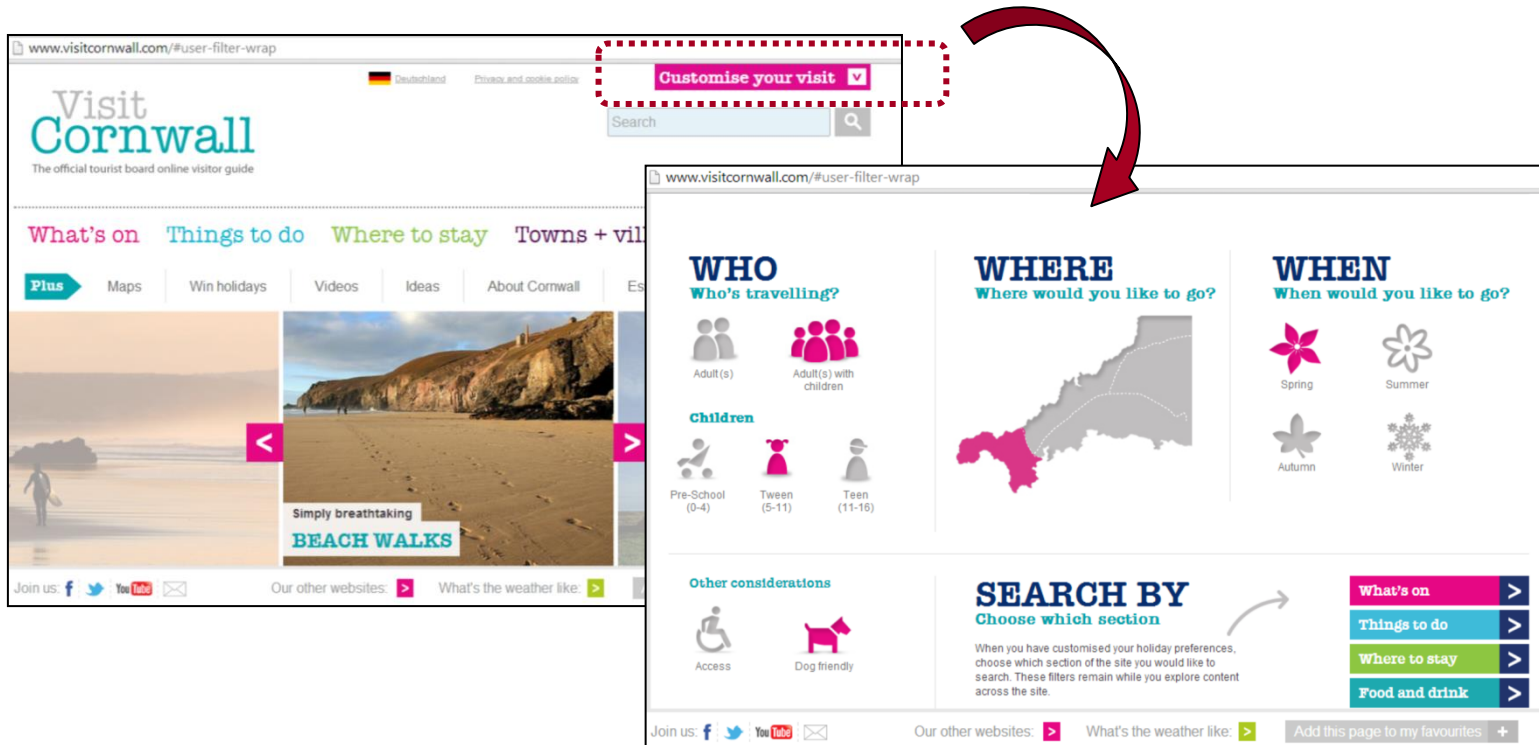 www.visitcornwall.com/#user-filter-wrap
Deutschland Privacy and cookie policy Customise your visit
Visit
Cornwall
Search
The official tourist board online visitor guide
What's on Things to do Where to stay Towns + vil
Plus Maps Win holidays Videos Ideas About Cornwall Es
< >
Simply breathtaking
BEACH WALKS
Join us: f You Tube Our other websites: > What's the weather like: >
www.visitcornwall.com/#user-filter-wrap
WHO
Who's travelling?
Adult(s) Adult(s) with
children
Children
Pre-School Tween Teen
(0-4) (5-11) (11-16)
WHERE
Where would you like to go?
WHEN
When would you like to go?
Spring Summer
Autumn Winter
Other considerations
Access Dog friendly
SEARCH BY
Choose which section
When you have customised your holiday preferences,
choose which section of the site you would like to
search. These filters remain while you explore content
across the site.
What's on >
Things to do >
Where to stay >
Food and drink >
Join us: f You Tube Our other websites: > What's the weather like: > Add this page to my favourites +